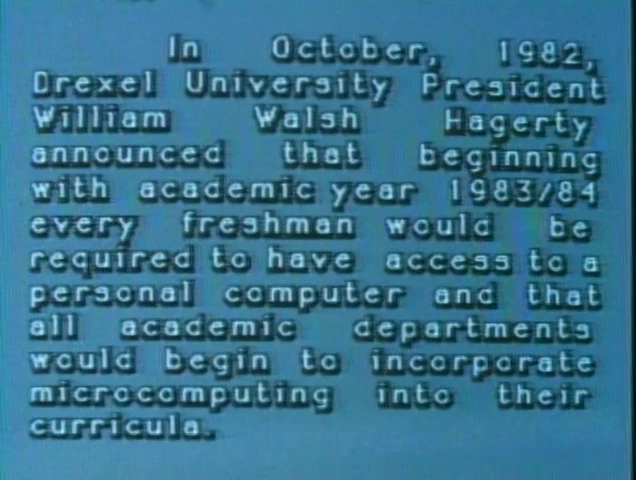 In October, 1982,
Drexel University President
William Walsh Hagerty
announced that beginning
with academic year 1983/84
every freshman would be
required to have access to a
personal computer and that
all academic departments
would begin to incorporate
microcomputing into their
curricula.